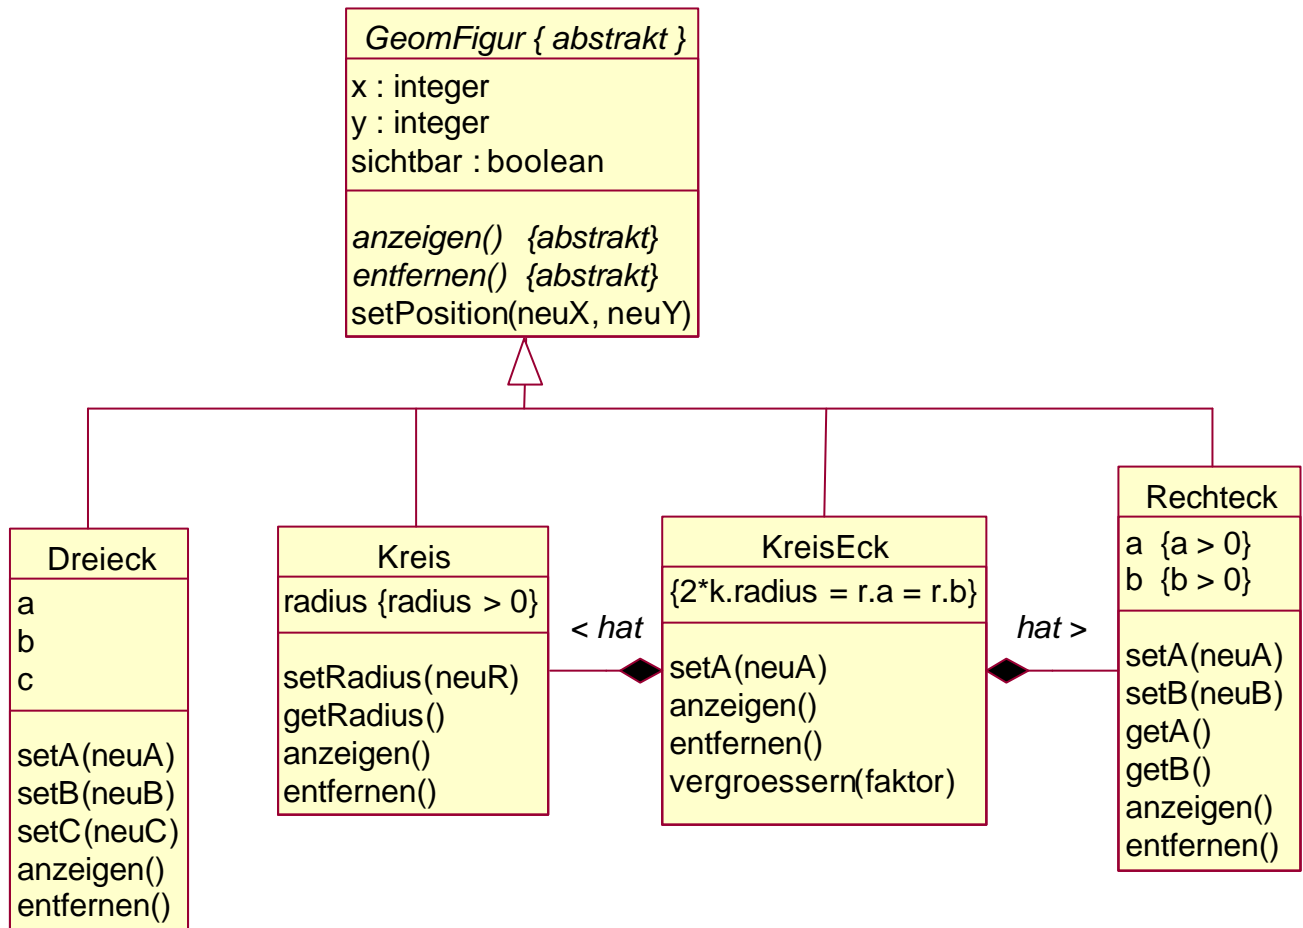 GeomFigur { abstrakt }
x : integer
y : integer
sichtbar : boolean
anzeigen() {abstrakt}
entfernen() {abstrakt}
setPosition(neuX, neuY)
Dreieck
a
b
c
setA(neuA)
setB(neuB)
setC(neuC)
anzeigen()
entfernen()
Kreis
radius {radius > 0}
setRadius(neuR)
getRadius()
anzeigen()
entfernen()
< hat
KreisEck
{2*k.radius = r.a = r.b}
setA(neuA)
anzeigen()
entfernen()
vergroessern(faktor)
hat >
Rechteck
a {a > 0}
b {b > 0}
setA(neuA)
setB(neuB)
getA()
getB()
anzeigen()
entfernen()